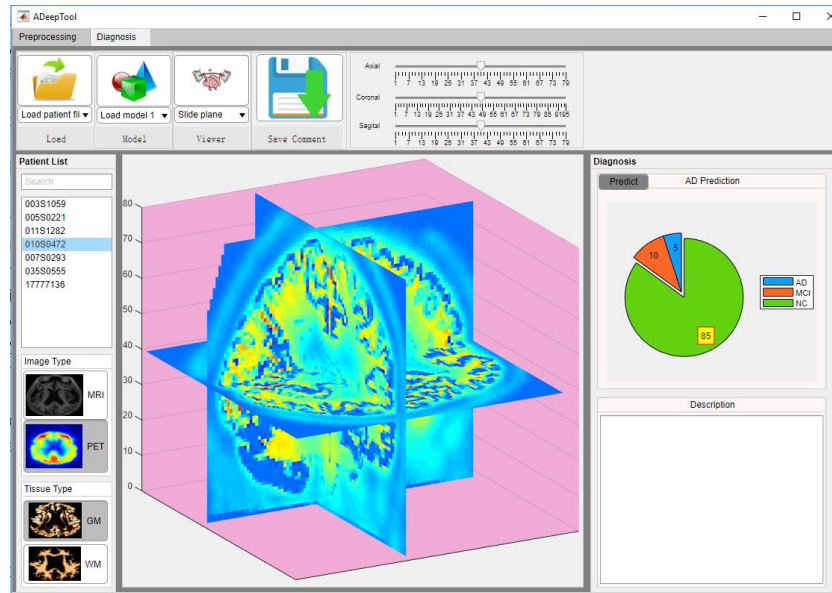 ADeepTool
Preprocessing Diagnosis
Load patient fil Load model 1 Slide plane
Load Model Viewer Save Comment
Axial
1 7 13 19 25 31 37 43 49 55 61 67 73 79
Coronal
1 7 13 19 25 31 37 43 49 55 61 67 73 79 85 9195
Sagital
1 7 13 19 25 31 37 43 49 55 61 67 73 79
Patient List
Search
003S1059
005S0221
011S1282
010S0472
007S0293
035S0555
17777136
Image Type
MRI
PET
Tissue Type
GM
WM
80
70
60
50
40
30
20
10
0
Diagnosis
Predict AD Prediction
10 5
85
AD
MCI
NC
Description